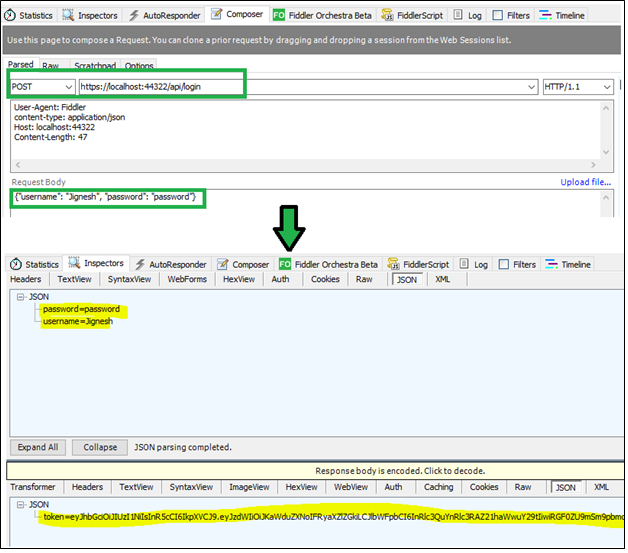 Statistics Inspectors AutoResponder Composer FO Fiddler Orchestra Beta FiddlerScript Log Filters Timeline
Use this page to compose a Request. You can clone a prior request by dragging and dropping a session from the Web Sessions list.
Parsed Raw Scratchpad Options
POST https://localhost:44322/api/login HTTP/1.1
User-Agent: Fiddler
content-type: application/json
Host: localhost:44322
Content-Length: 47
Request Body Upload file...
{"username": "Jignesh", "password": "password"}
Statistics Inspectors AutoResponder Composer FO Fiddler Orchestra Beta FiddlerScript Log Filters Timeline
Headers TextView SyntaxView WebForms HexView Auth Cookies Raw JSON XML
JSON
password=password
username=Jignesh
Expand All Collapse JSON parsing completed.
Response body is encoded. Click to decode.
Transformer Headers TextView SyntaxView ImageView HexView WebView Auth Caching Cookies Raw JSON XML
JSON